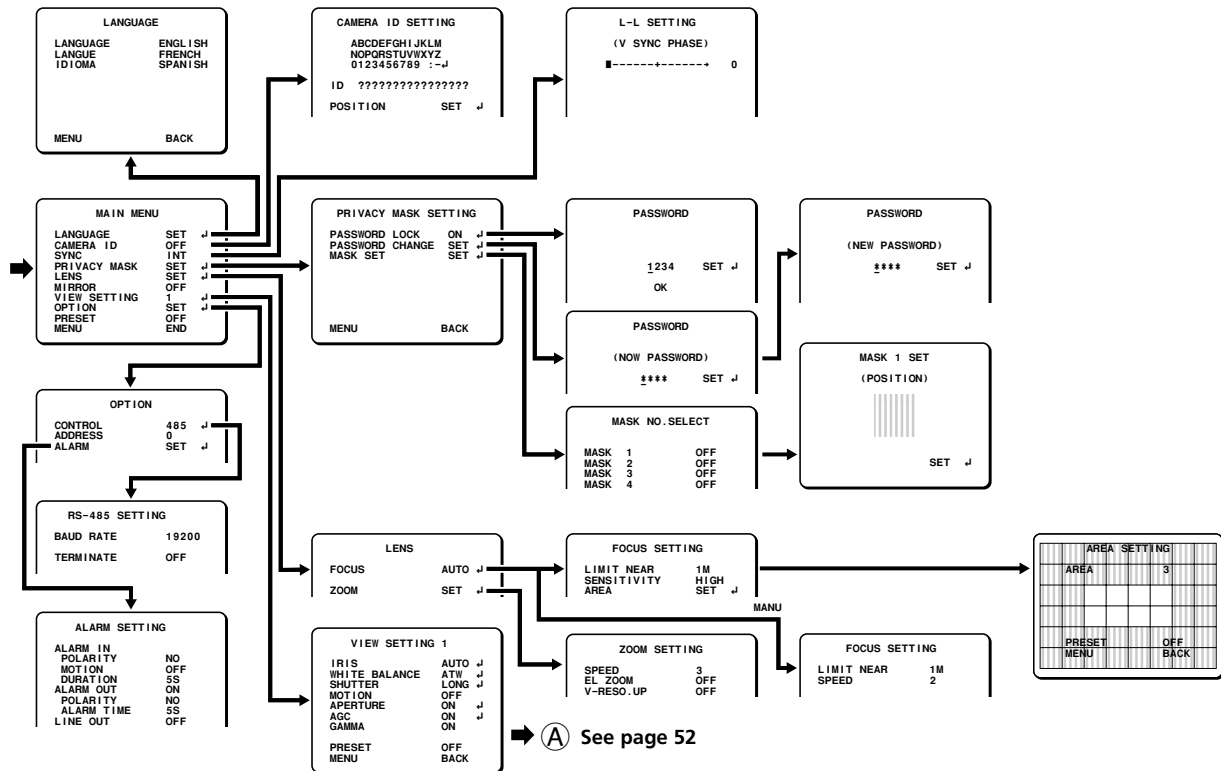 LANGUAGE
LANGUAGE ENGLISH
LANGUE FRENCH
IDIOMA SPANISH
MENU BACK
CAMERA ID SETTING
ABCDEFGHIJKLM
NOPQRSTUVWXYZ
0123456789 :-↲
ID ????????????????
POSITION SET ↲
L-L SETTING
(V SYNC PHASE)
■------+------→ 0
MAIN MENU
LANGUAGE SET ↲
CAMERA ID OFF
SYNC INT
PRIVACY MASK SET ↲
LENS SET ↲
MIRROR OFF
VIEW SETTING 1 ↲
OPTION SET ↲
PRESET OFF
MENU END
PRIVACY MASK SETTING
PASSWORD LOCK ON ↲
PASSWORD CHANGE SET ↲
MASK SET SET ↲
MENU BACK
PASSWORD
1234 SET ↲
OK
PASSWORD
(NEW PASSWORD)
**** SET ↲
PASSWORD
(NOW PASSWORD)
**** SET ↲
MASK NO.SELECT
MASK 1 OFF
MASK 2 OFF
MASK 3 OFF
MASK 4 OFF
MASK 1 SET
(POSITION)
SET ↲
OPTION
CONTROL 485 ↲
ADDRESS 0
ALARM SET ↲
RS-485 SETTING
BAUD RATE 19200
TERMINATE OFF
ALARM SETTING
ALARM IN
POLARITY NO
MOTION OFF
DURATION 5S
ALARM OUT ON
POLARITY NO
ALARM TIME 5S
LINE OUT OFF
LENS
FOCUS AUTO ↲
ZOOM SET ↲
FOCUS SETTING
LIMIT NEAR 1M
SENSITIVITY HIGH
AREA SET ↲
MANU
AREA SETTING
AREA 3
PRESET OFF
MENU BACK
VIEW SETTING 1
IRIS AUTO ↲
WHITE BALANCE ATW ↲
SHUTTER LONG ↲
MOTION OFF
APERTURE ON ↲
AGC ON ↲
GAMMA ON
PRESET OFF
MENU BACK
ZOOM SETTING
SPEED 3
EL ZOOM OFF
V-RESO.UP OFF
FOCUS SETTING
LIMIT NEAR 1M
SPEED 2
Ⓐ See page 52